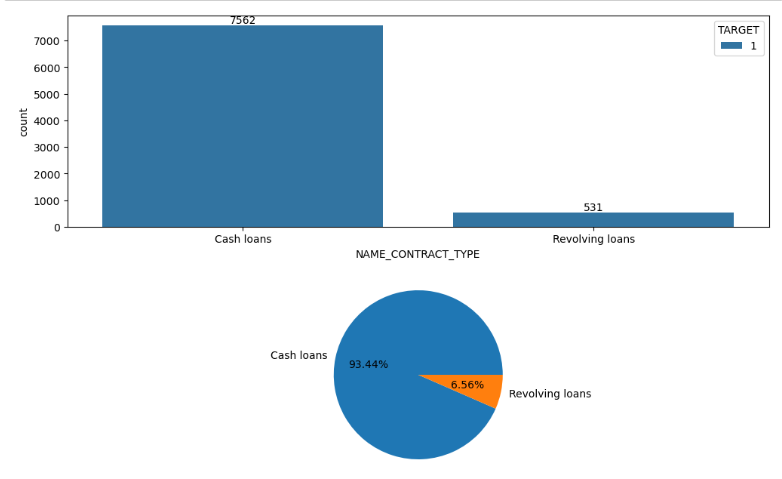 7562
TARGET
1
7000
6000
5000
4000
3000
2000
1000
0
count
531
Cash loans
Revolving loans
NAME_CONTRACT_TYPE
Cash loans
93.44%
6.56%
Revolving loans